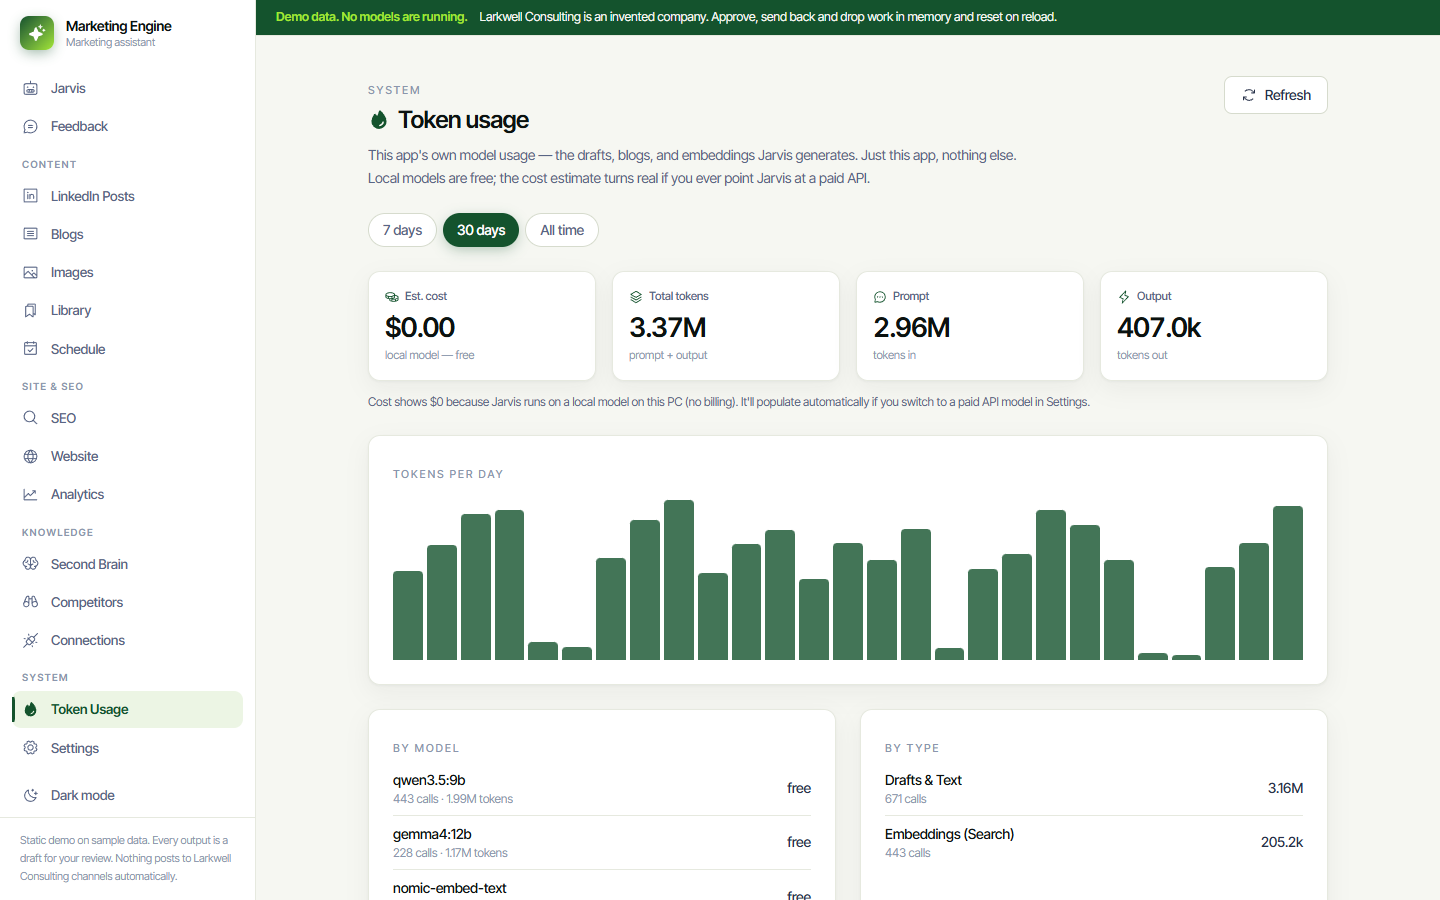 Marketing Engine
Marketing assistant
Jarvis
Feedback
CONTENT
LinkedIn Posts
Blogs
Images
Library
Schedule
SITE & SEO
SEO
Website
Analytics
KNOWLEDGE
Second Brain
Competitors
Connections
SYSTEM
Token Usage
Settings
Dark mode
Static demo on sample data. Every output is a
draft for your review. Nothing posts to Larkwell
Consulting channels automatically.
Demo data. No models are running. Larkwell Consulting is an invented company. Approve, send back and drop work in memory and reset on reload.
SYSTEM
Token usage
Refresh
This app's own model usage — the drafts, blogs, and embeddings Jarvis generates. Just this app, nothing else.
Local models are free; the cost estimate turns real if you ever point Jarvis at a paid API.
7 days 30 days All time
Est. cost
$0.00
local model — free
Total tokens
3.37M
prompt + output
Prompt
2.96M
tokens in
Output
407.0k
tokens out
Cost shows $0 because Jarvis runs on a local model on this PC (no billing). It'll populate automatically if you switch to a paid API model in Settings.
TOKENS PER DAY
BY MODEL
qwen3.5:9b
443 calls · 1.99M tokens
free
gemma4:12b
228 calls · 1.17M tokens
free
nomic-embed-text
free
BY TYPE
Drafts & Text
671 calls
3.16M
Embeddings (Search)
443 calls
205.2k